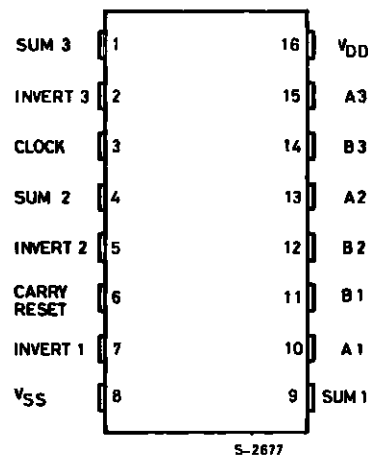 SUM 3 1 16 VDD
INVERT 3 2 15 A3
CLOCK 3 14 B3
SUM 2 4 13 A2
INVERT 2 5 12 B2
CARRY
RESET 6 11 B1
INVERT 1 7 10 A1
VSS 8 9 SUM 1
S-2677